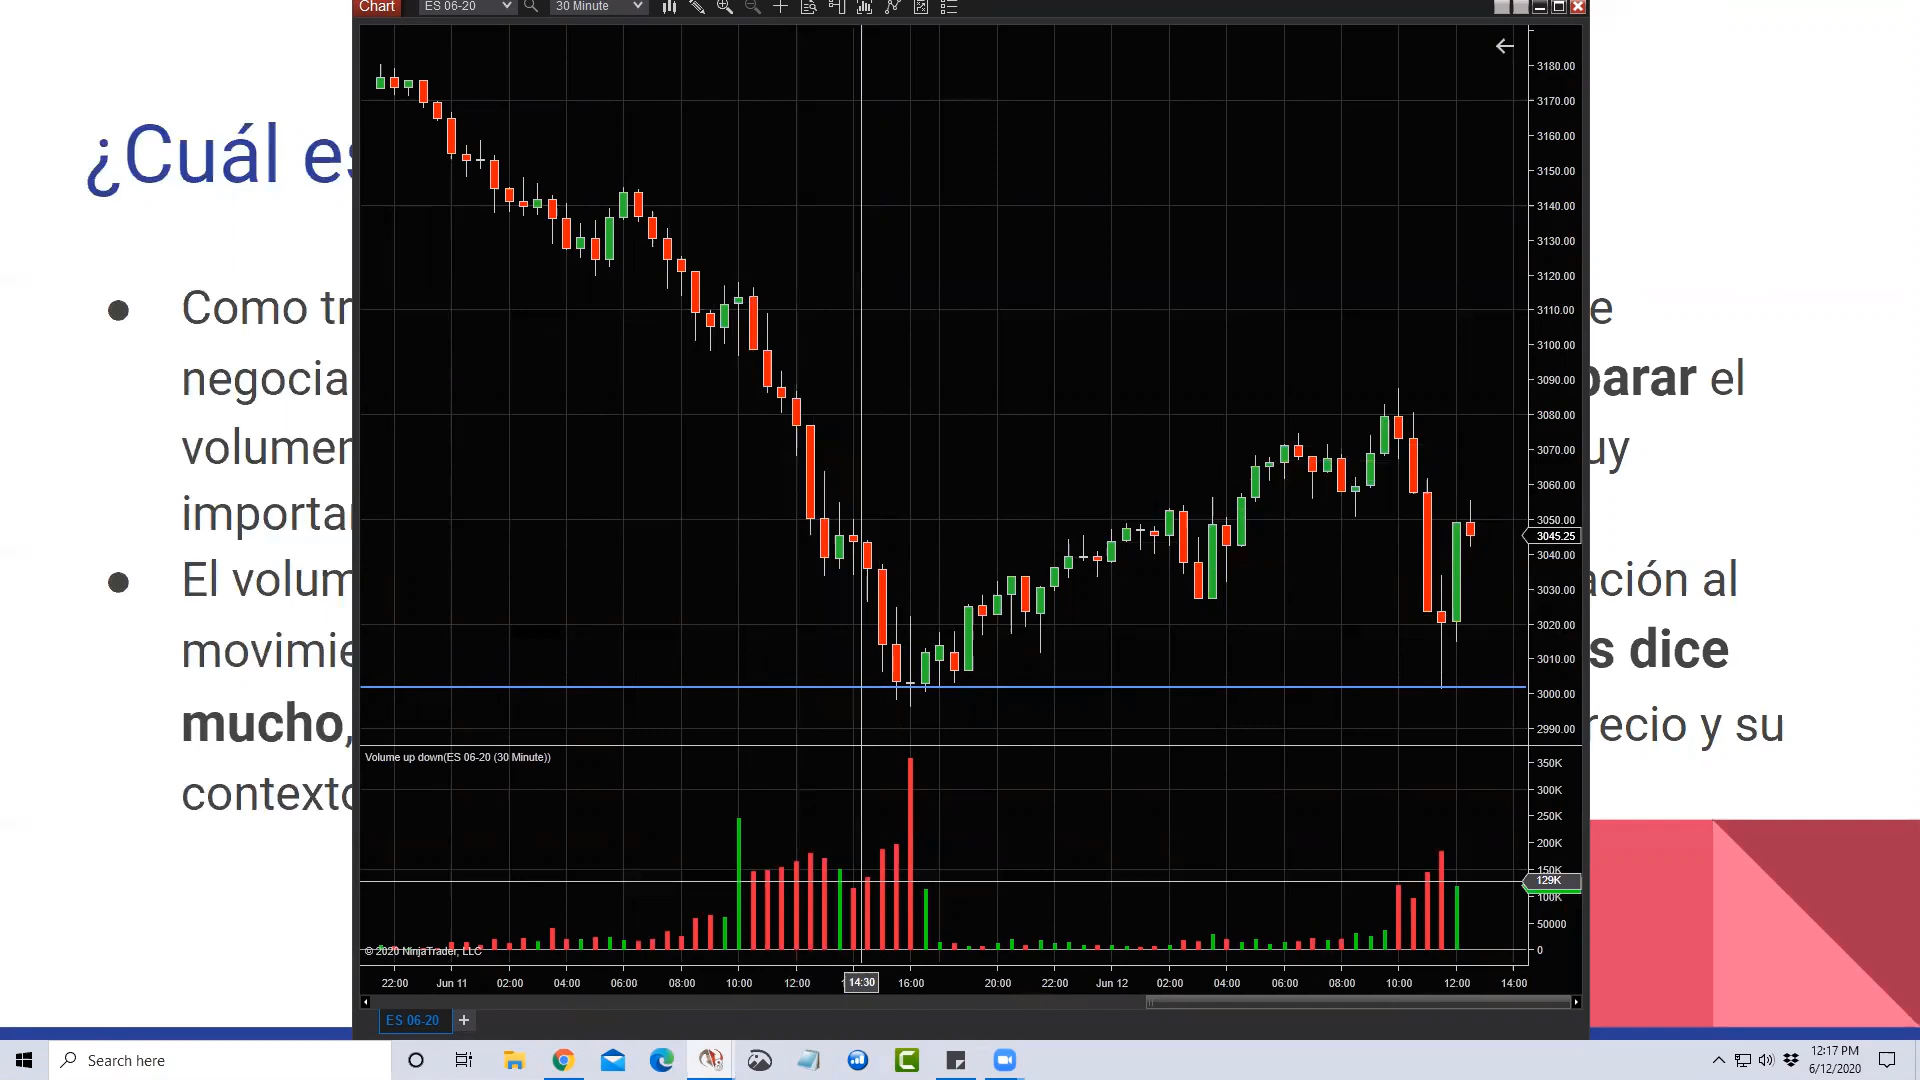 Chart ES 06-20 30 Minute
¿Cuál es
Como tr
e
negocia
parar el
volumen
uy
importan
El volum
ación al
movimie
s dice
mucho,
recio y su
contexto
3180.00
3170.00
3160.00
3150.00
3140.00
3130.00
3120.00
3110.00
3100.00
3090.00
3080.00
3070.00
3060.00
3050.00
3045.25
3040.00
3030.00
3020.00
3010.00
3000.00
2990.00
Volume up down(ES 06-20 (30 Minute))
350K
300K
250K
200K
150K
129K
100K
50000
0
© 2020 NinjaTrader, LLC
22:00 Jun 11 02:00 04:00 06:00 08:00 10:00 12:00 14:30 16:00 20:00 22:00 Jun 12 02:00 04:00 06:00 08:00 10:00 12:00 14:00
ES 06-20 +
Search here
12:17 PM
6/12/2020